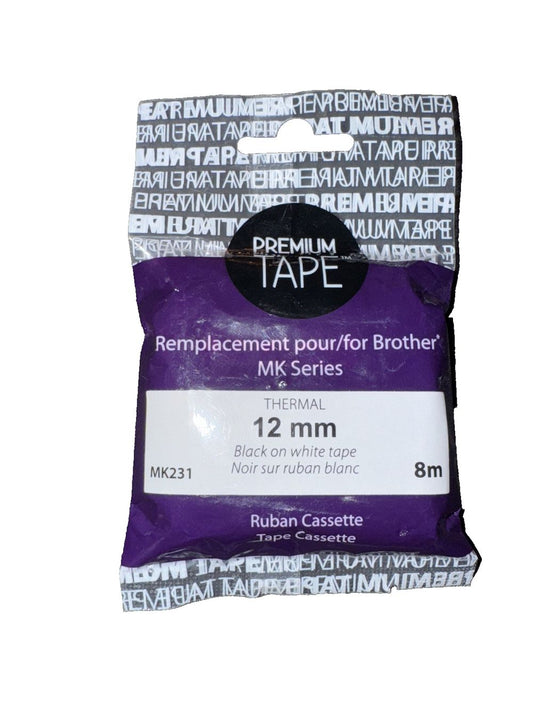 PREMIUM
TAPE™
Remplacement pour/for Brother*
MK Series
THERMAL
12 mm
Black on white tape
Noir sur ruban blanc
MK231
8m
Ruban Cassette
Tape Cassette